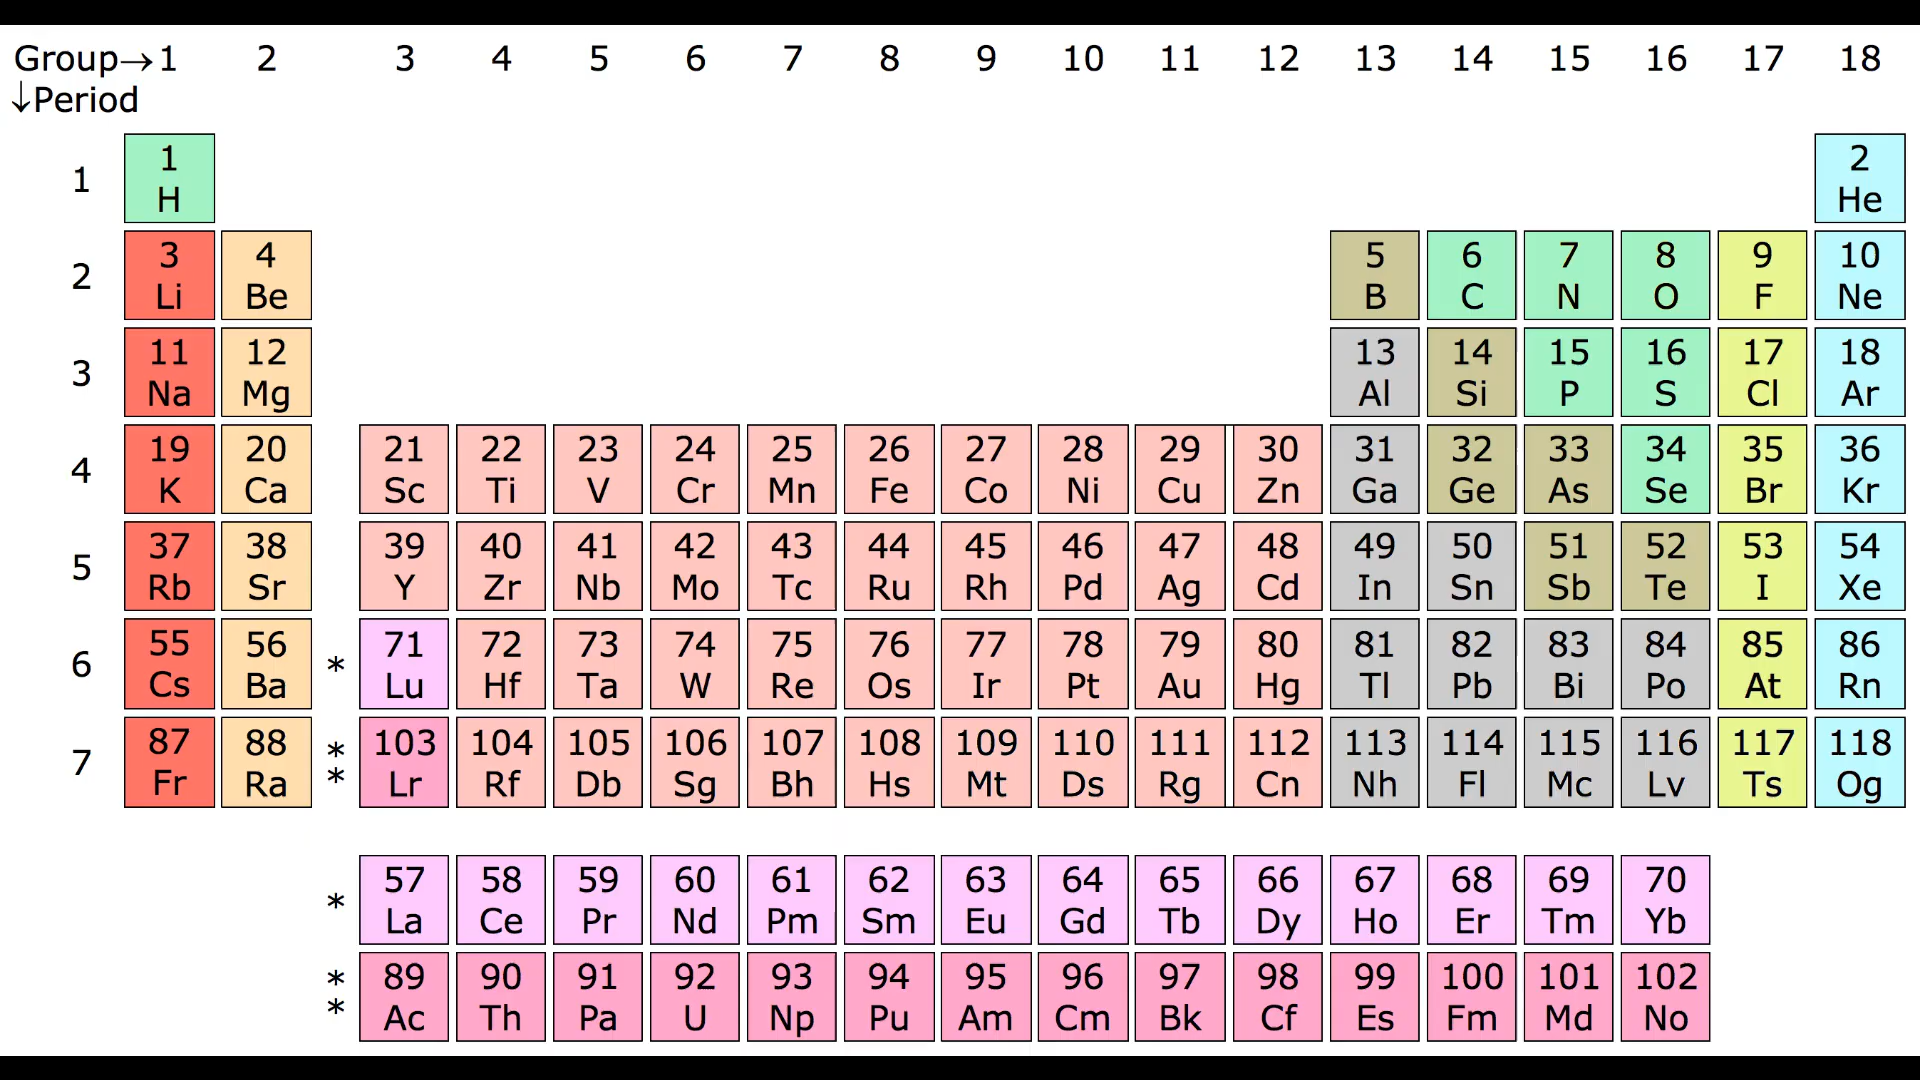 Group→1 2 3 4 5 6 7 8 9 10 11 12 13 14 15 16 17 18
↓Period
1 2
1 H He
3 4 5 6 7 8 9 10
2 Li Be B C N O F Ne
11 12 13 14 15 16 17 18
3 Na Mg Al Si P S Cl Ar
19 20 21 22 23 24 25 26 27 28 29 30 31 32 33 34 35 36
4 K Ca Sc Ti V Cr Mn Fe Co Ni Cu Zn Ga Ge As Se Br Kr
37 38 39 40 41 42 43 44 45 46 47 48 49 50 51 52 53 54
5 Rb Sr Y Zr Nb Mo Tc Ru Rh Pd Ag Cd In Sn Sb Te I Xe
55 56 71 72 73 74 75 76 77 78 79 80 81 82 83 84 85 86
6 Cs Ba * Lu Hf Ta W Re Os Ir Pt Au Hg Tl Pb Bi Po At Rn
87 88 * 103 104 105 106 107 108 109 110 111 112 113 114 115 116 117 118
7 Fr Ra * Lr Rf Db Sg Bh Hs Mt Ds Rg Cn Nh Fl Mc Lv Ts Og
57 58 59 60 61 62 63 64 65 66 67 68 69 70
* La Ce Pr Nd Pm Sm Eu Gd Tb Dy Ho Er Tm Yb
* 89 90 91 92 93 94 95 96 97 98 99 100 101 102
* Ac Th Pa U Np Pu Am Cm Bk Cf Es Fm Md No